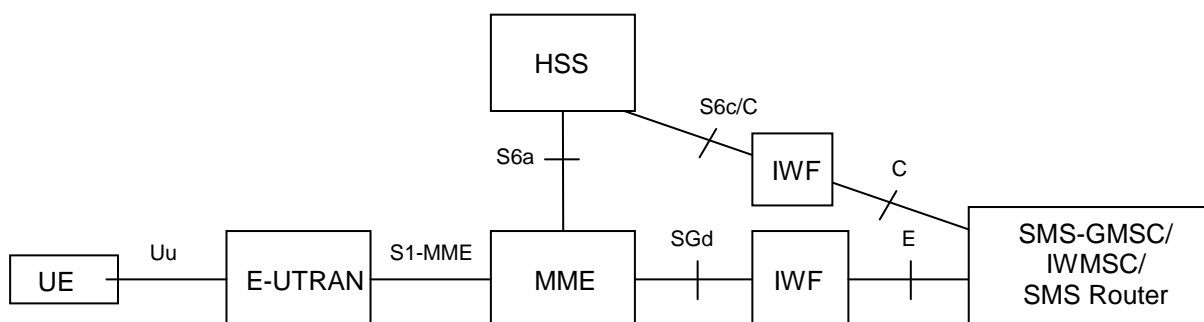 HSS
S6c/C
S6a
IWF
C
Uu
S1-MME
SGd
E
UE
E-UTRAN
MME
IWF
SMS-GMSC/
IWMSC/
SMS Router